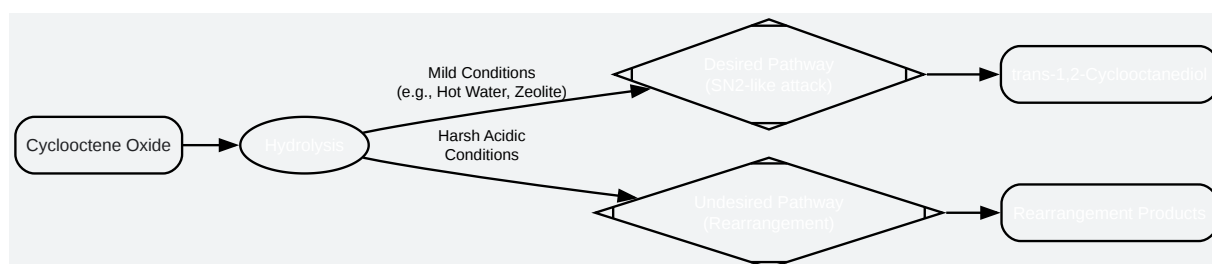 Cyclooctene Oxide
Hydrolysis
Mild Conditions
(e.g., Hot Water, Zeolite)
Harsh Acidic
Conditions
Desired Pathway
(SN2-like attack)
trans-1,2-Cyclooctanediol
Undesired Pathway
(Rearrangement)
Rearrangement Products